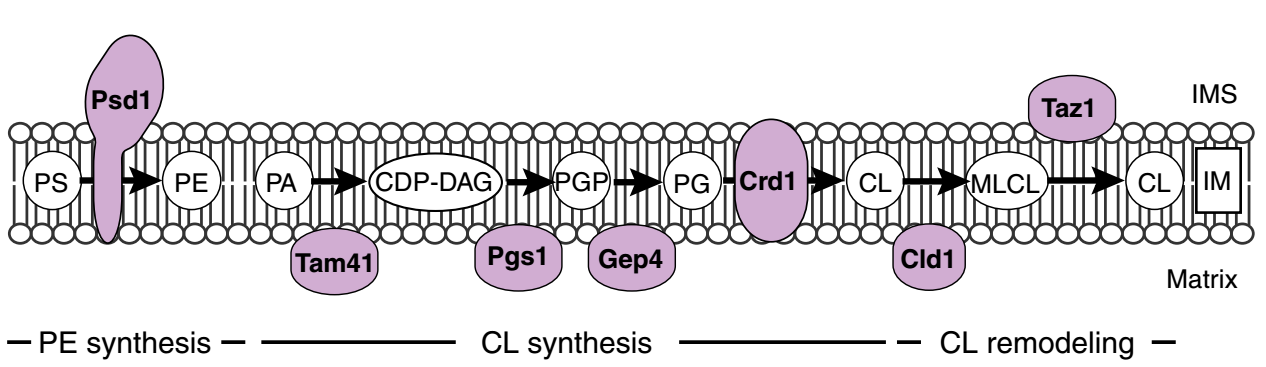 Psd1
Taz1
IMS
PS
PE
PA
CDP-DAG
PGP
PG
Crd1
CL
MLCL
CL
IM
Tam41
Pgs1
Gep4
Cld1
Matrix
PE synthesis
CL synthesis
CL remodeling